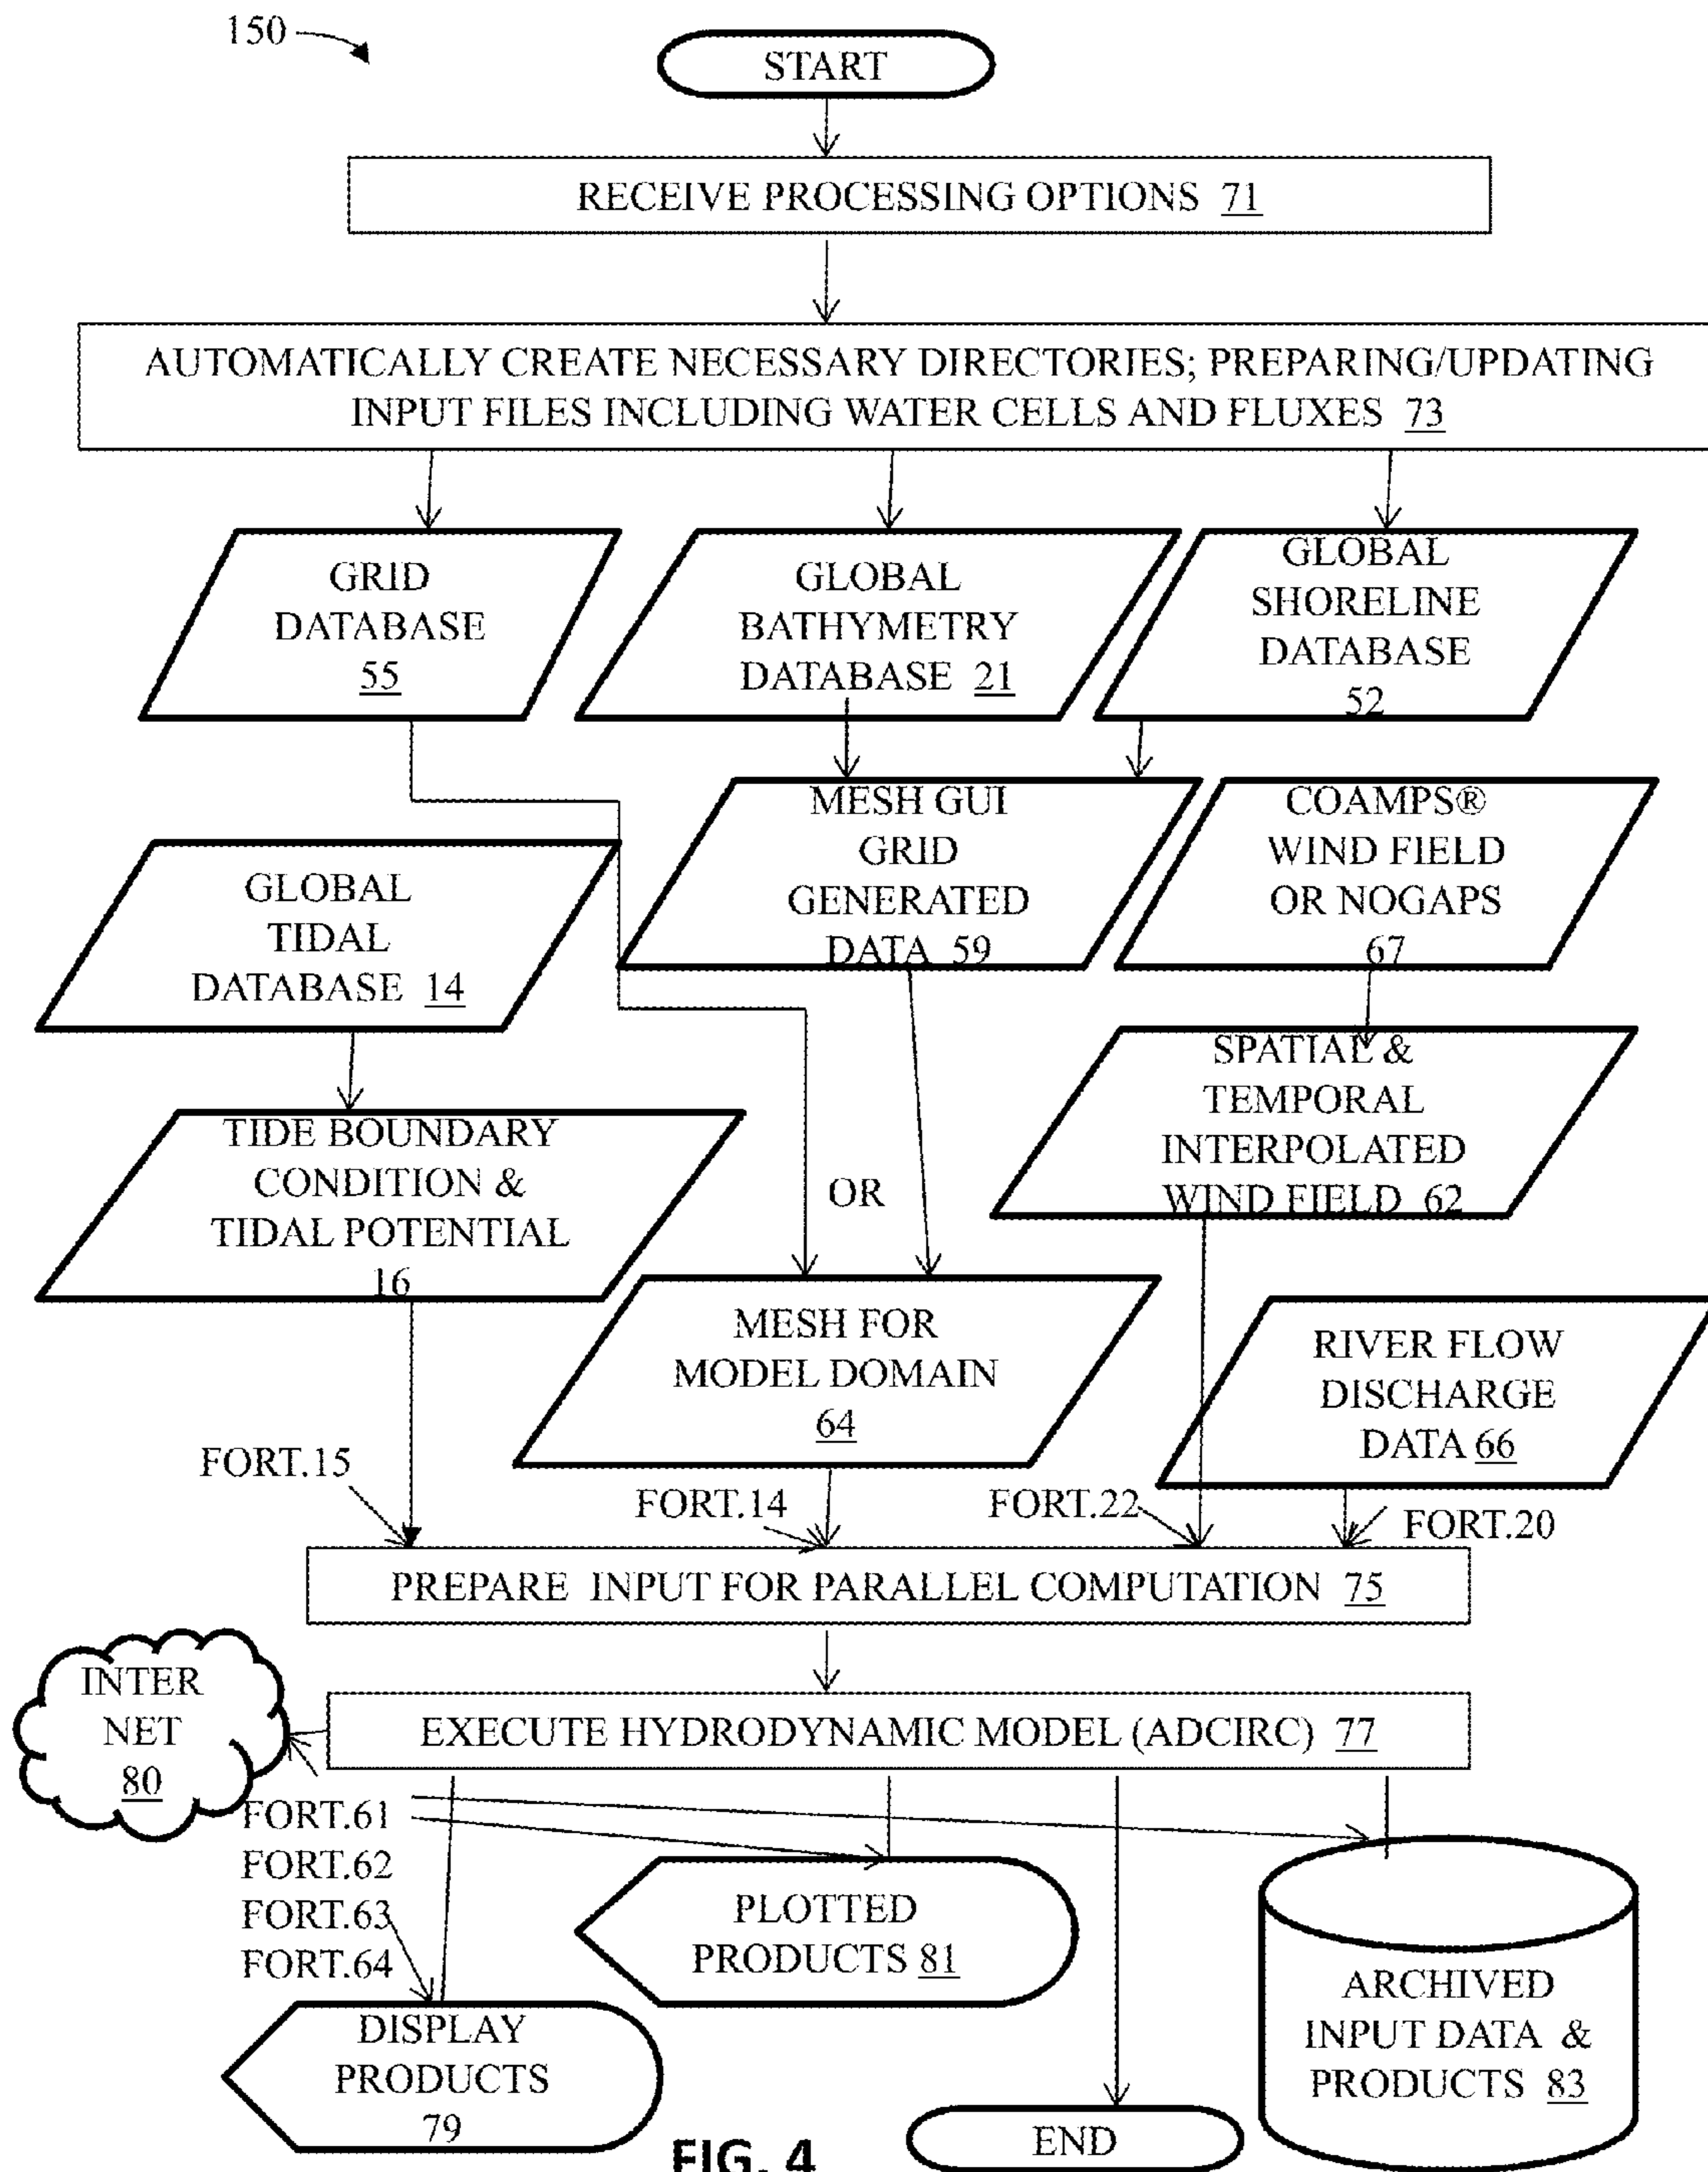 150
START
RECEIVE PROCESSING OPTIONS 71
AUTOMATICALLY CREATE NECESSARY DIRECTORIES; PREPARING/UPDATING
INPUT FILES INCLUDING WATER CELLS AND FLUXES 73
GRID
DATABASE
55
GLOBAL
BATHYMETRY
DATABASE 21
GLOBAL
SHORELINE
DATABASE
52
MESH GUI
GRID
GENERATED
DATA 59
COAMPS®
WIND FIELD
OR NOGAPS
67
GLOBAL
TIDAL
DATABASE 14
SPATIAL &
TEMPORAL
INTERPOLATED
WIND FIELD 62
TIDE BOUNDARY
CONDITION &
TIDAL POTENTIAL
16
OR
MESH FOR
MODEL DOMAIN
64
RIVER FLOW
DISCHARGE
DATA 66
FORT.15
FORT.14
FORT.22
FORT.20
PREPARE INPUT FOR PARALLEL COMPUTATION 75
INTER
NET
80
EXECUTE HYDRODYNAMIC MODEL (ADCIRC) 77
FORT.61
FORT.62
FORT.63
FORT.64
PLOTTED
PRODUCTS 81
ARCHIVED
INPUT DATA &
PRODUCTS 83
DISPLAY
PRODUCTS
79
END
FIG. 4